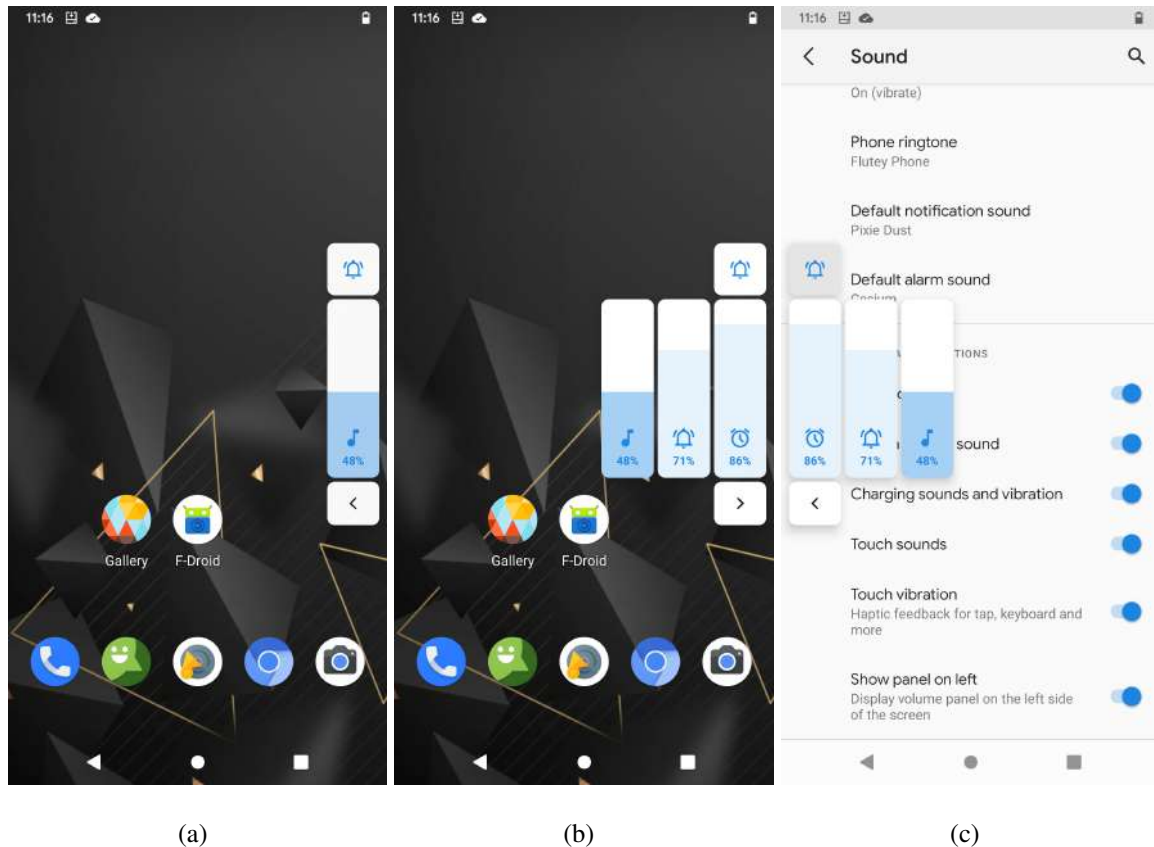 11:16
48%
Gallery F-Droid
(a)
11:16
48% 71% 86%
Gallery F-Droid
(b)
11:16
Sound
On (vibrate)
Phone ringtone
Flutey Phone
Default notification sound
Pixie Dust
Default alarm sound
TIONS
sound
86% 71% 48%
Charging sounds and vibration
Touch sounds
Touch vibration
Haptic feedback for tap, keyboard and
more
Show panel on left
Display volume panel on the left side
of the screen
(c)